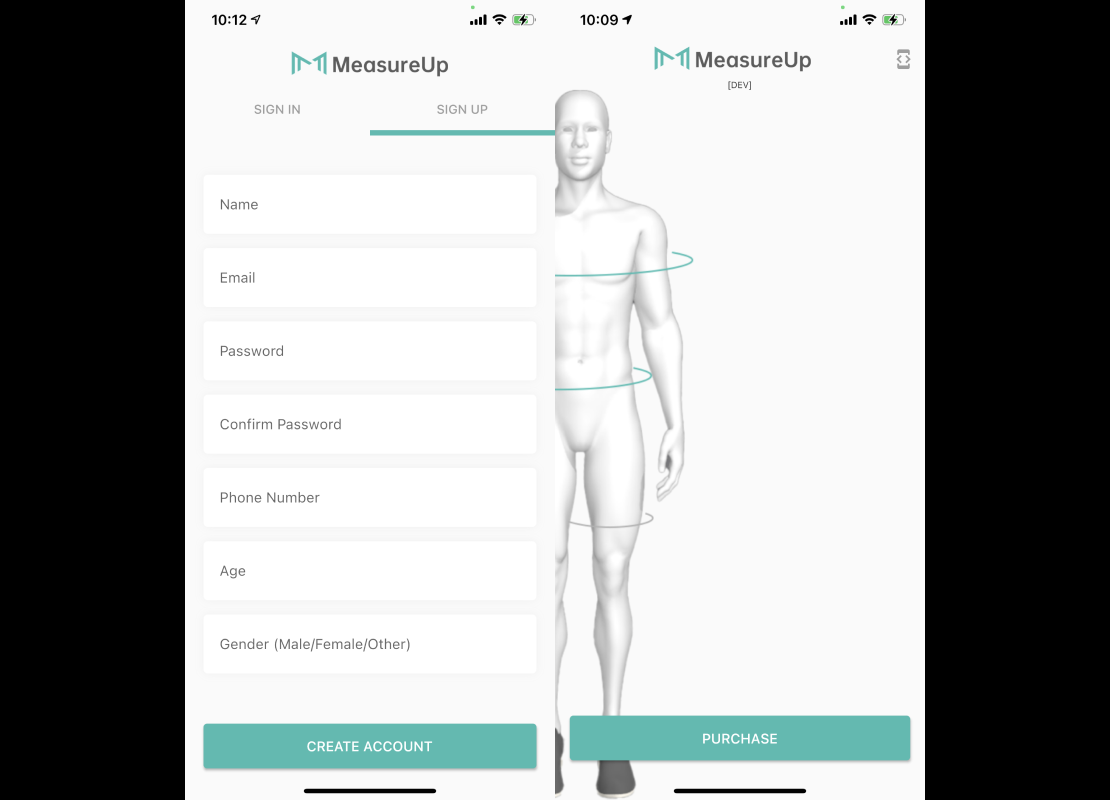 10:12
MeasureUp
SIGN IN
SIGN UP
Name
Email
Password
Confirm Password
Phone Number
Age
Gender (Male/Female/Other)
CREATE ACCOUNT
10:09
MeasureUp
[DEV]
PURCHASE